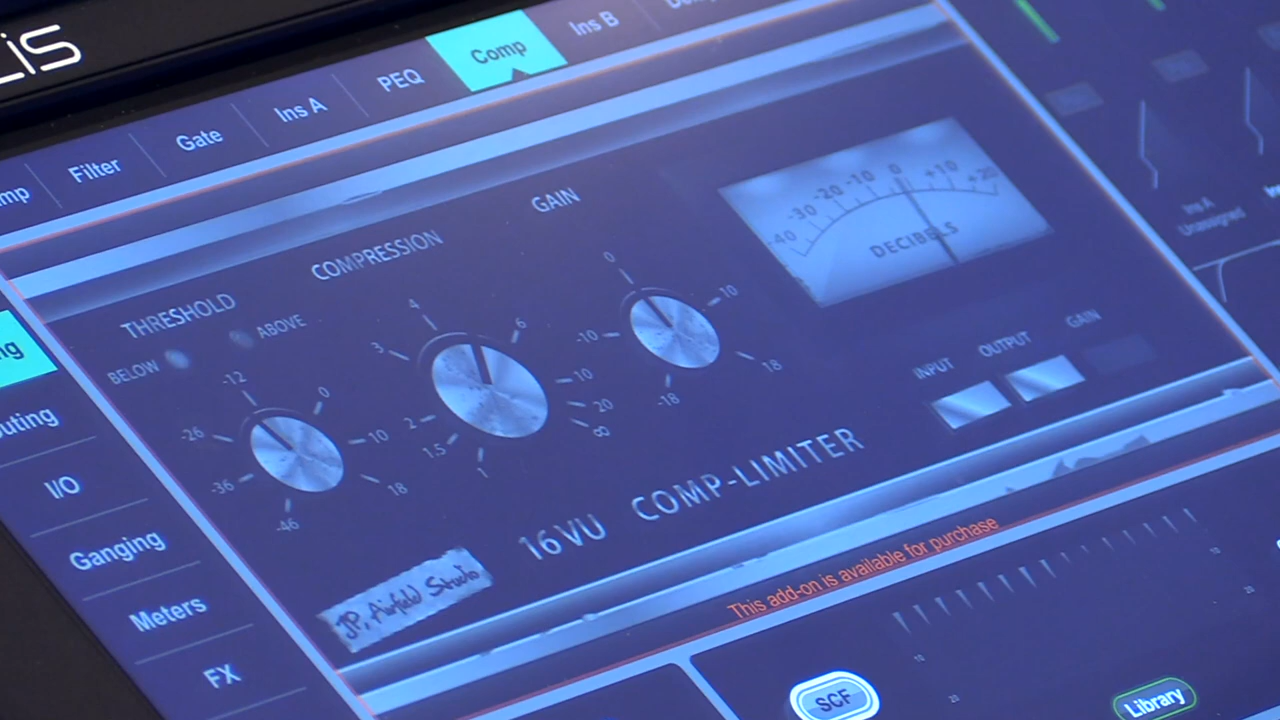 Filter
Gate
Ins A
PEQ
Comp
Ins B
THRESHOLD
COMPRESSION
GAIN
BELOW
ABOVE
-12
0
-26
10
-36
18
-46
4
3
6
10
2
20
1.5
∞
1
0
-10
10
-18
18
-40
-30
-20
-10
0
+10
+20
DECIBELS
INPUT
OUTPUT
GAIN
16 VU COMP-LIMITER
JP, Airfield Studio
This add-on is available for purchase
I/O
Ganging
Meters
FX
SCF
Library
Ins A
Unassigned